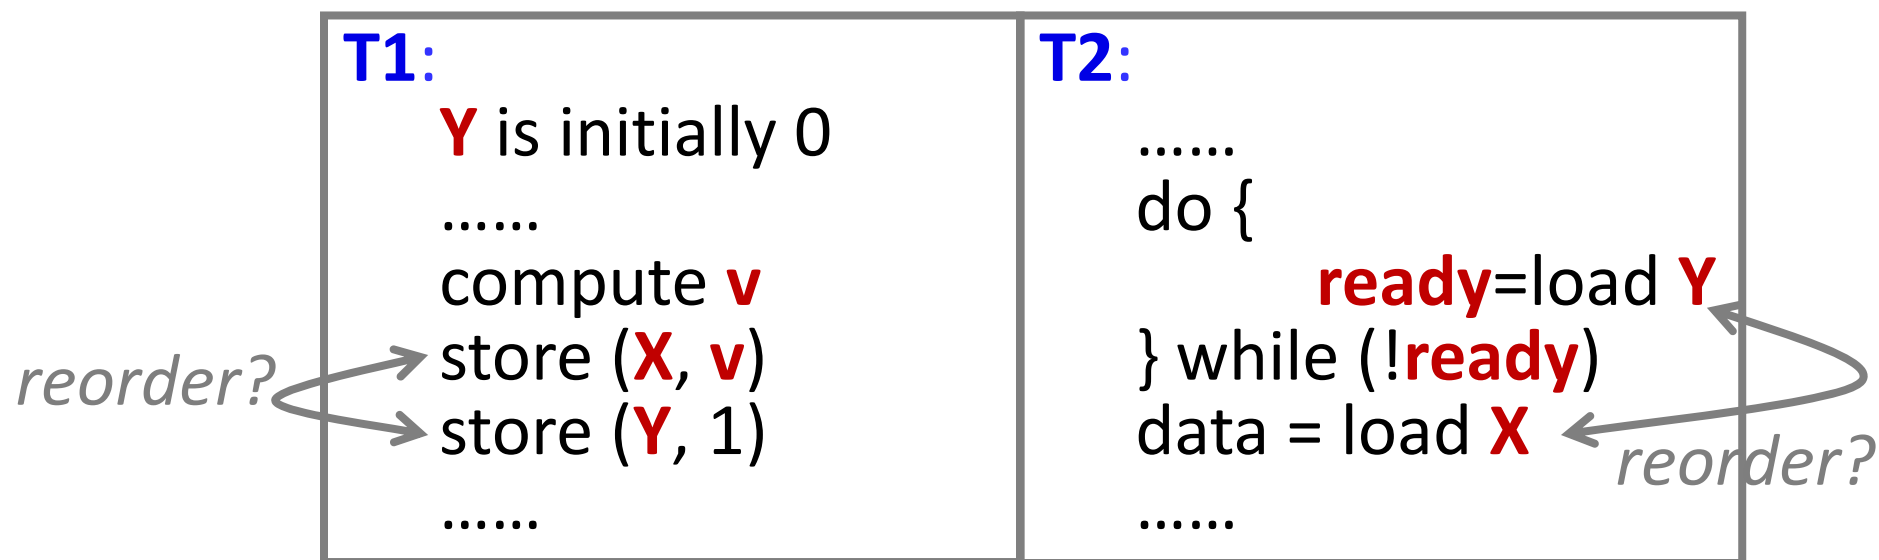 T1:
Y is initially 0
......
compute v
store (X, v)
store (Y, 1)
......
reorder?
T2:
......
do {
ready=load Y
} while (!ready)
data = load X
......
reorder?